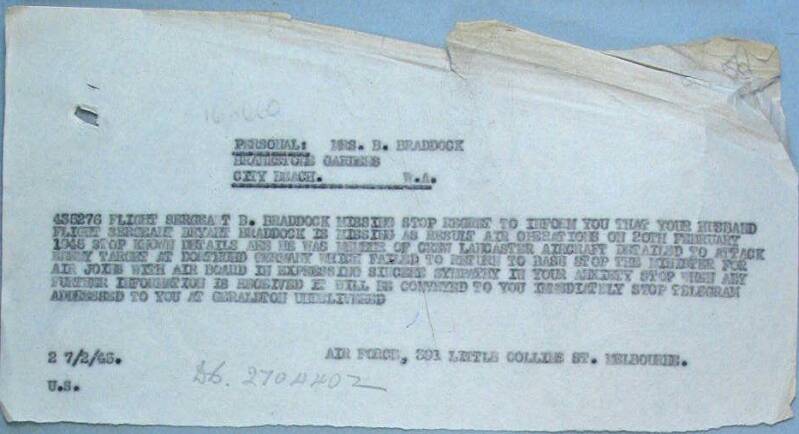 PERSONAL: MRS. B. BRADDOCK
GARDENS
CITY BEACH. W.A.
FLIGHT SERGEANT B. BRADDOCK MISSING STOP REGRET TO INFORM YOU THAT YOUR HUSBAND
FLIGHT SERGEANT BRYANT BRADDOCK IS MISSING AS RESULT AIR OPERATIONS ON 20TH FEBRUARY
1945 STOP KNOWN DETAILS ARE HE WAS MEMBER OF CREW LANCASTER AIRCRAFT DETAILED TO ATTACK
ENEMY TARGET AT DORTMUND GERMANY WHICH FAILED TO RETURN TO BASE STOP THE MINISTER FOR
AIR JOINS WITH AIR BOARD IN EXPRESSING SINCERE SYMPATHY IN YOUR ANXIETY STOP WHEN ANY
FURTHER INFORMATION IS RECEIVED IT WILL BE CONVEYED TO YOU IMMEDIATELY STOP TELEGRAM
ADDRESSED TO YOU AT GERALDTON UNDELIVERED
2 7/2/45. AIR FORCE, 391 LITTLE COLLINS ST. MELBOURNE.
U.S. 2704402